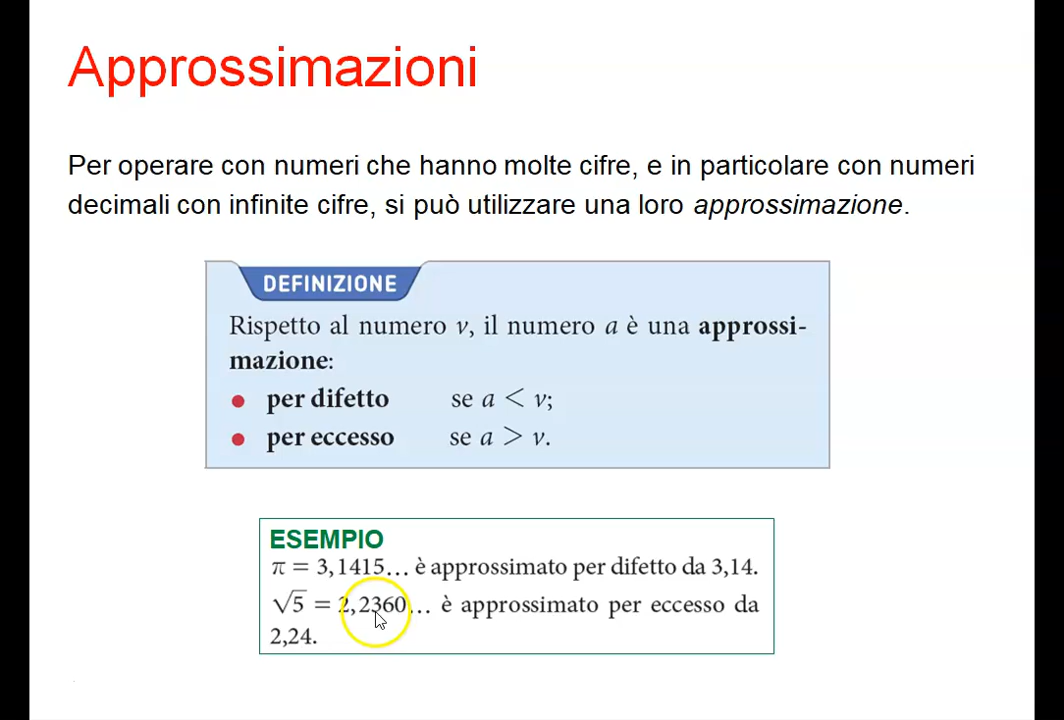 Approssimazioni
Per operare con numeri che hanno molte cifre, e in particolare con numeri
decimali con infinite cifre, si può utilizzare una loro approssimazione.
DEFINIZIONE
Rispetto al numero v, il numero a è una approssi-
mazione:
• per difetto se a < v;
• per eccesso se a > v.
ESEMPIO
π = 3,1415… è approssimato per difetto da 3,14.
√5 = 2,2360… è approssimato per eccesso da
2,24.